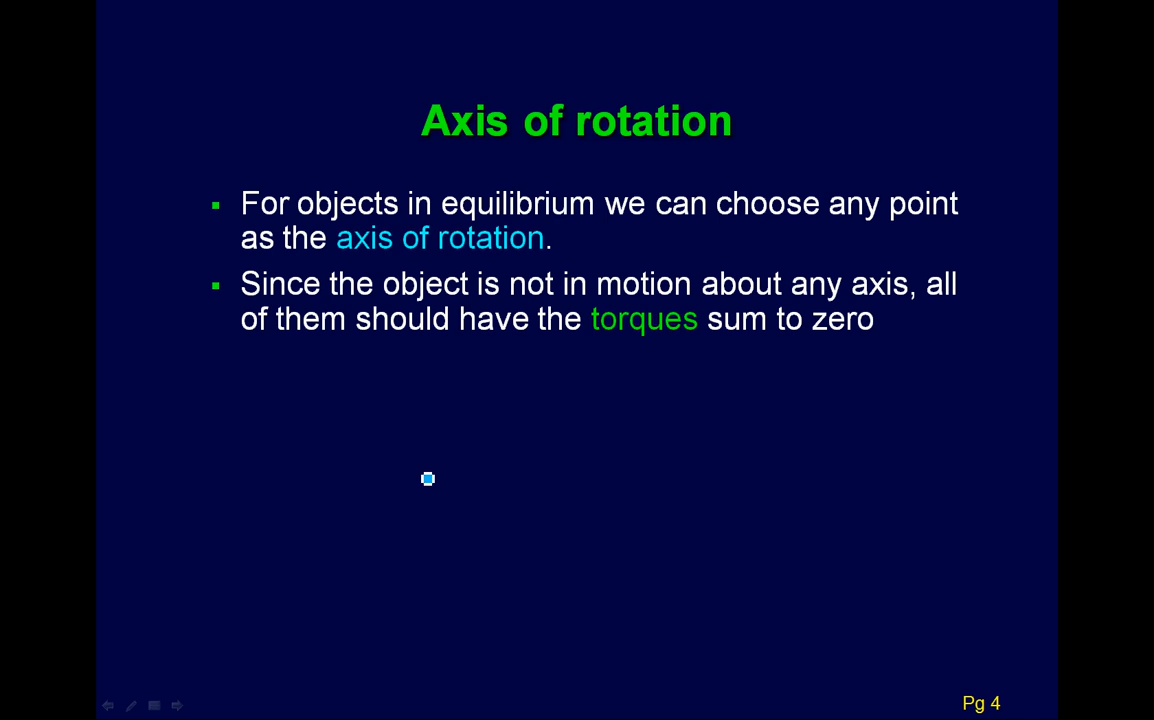 Axis of rotation
▪ For objects in equilibrium we can choose any point
as the axis of rotation.
▪ Since the object is not in motion about any axis, all
of them should have the torques sum to zero
Pg 4